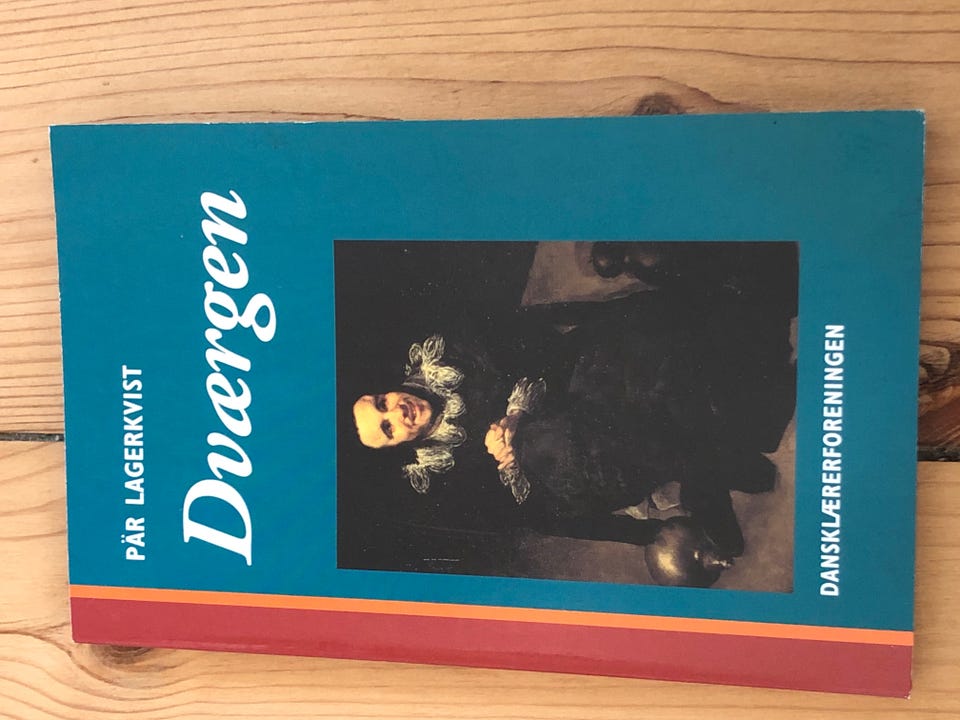 PÄR LAGERKVIST
Dværgen
DANSKLÆRERFORENINGEN